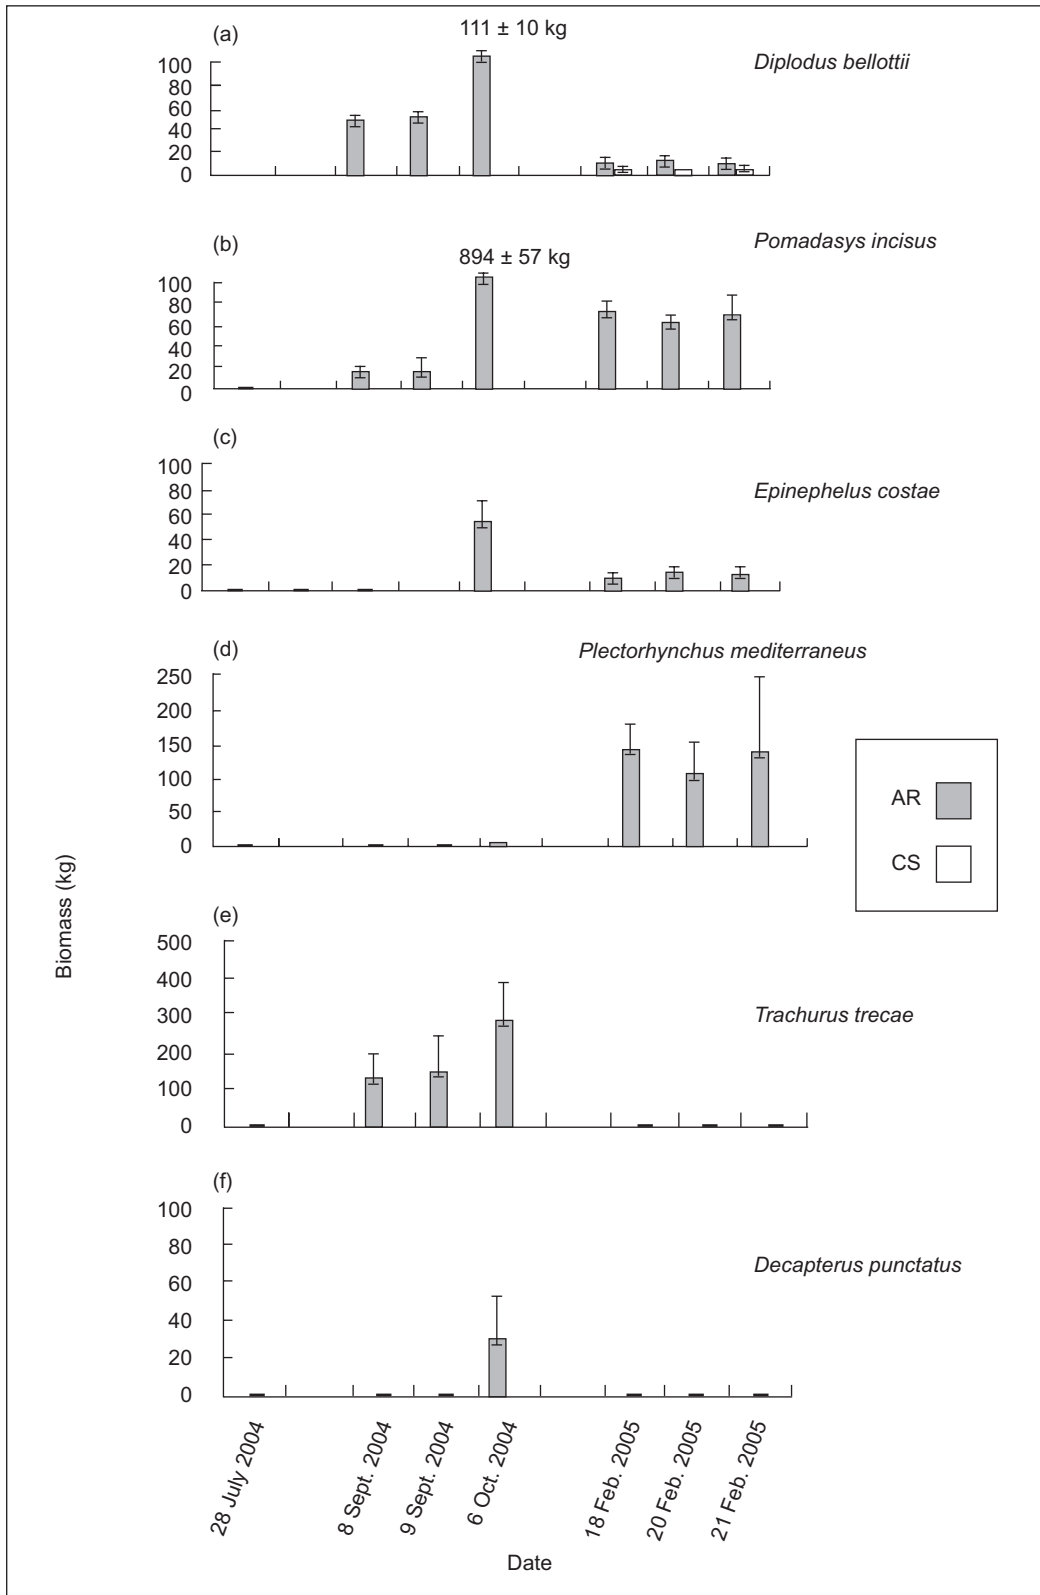 (a)
111 ± 10 kg
Diplodus bellottii
100
80
60
40
20
0
(b)
894 ± 57 kg
Pomadasys incisus
100
80
60
40
20
0
(c)
Epinephelus costae
100
80
60
40
20
0
(d)
Plectorhynchus mediterraneus
250
200
150
100
50
0
AR
CS
Biomass (kg)
(e)
Trachurus trecae
500
400
300
200
100
0
(f)
Decapterus punctatus
100
80
60
40
20
0
28 July 2004
8 Sept. 2004
9 Sept. 2004
6 Oct. 2004
18 Feb. 2005
20 Feb. 2005
21 Feb. 2005
Date